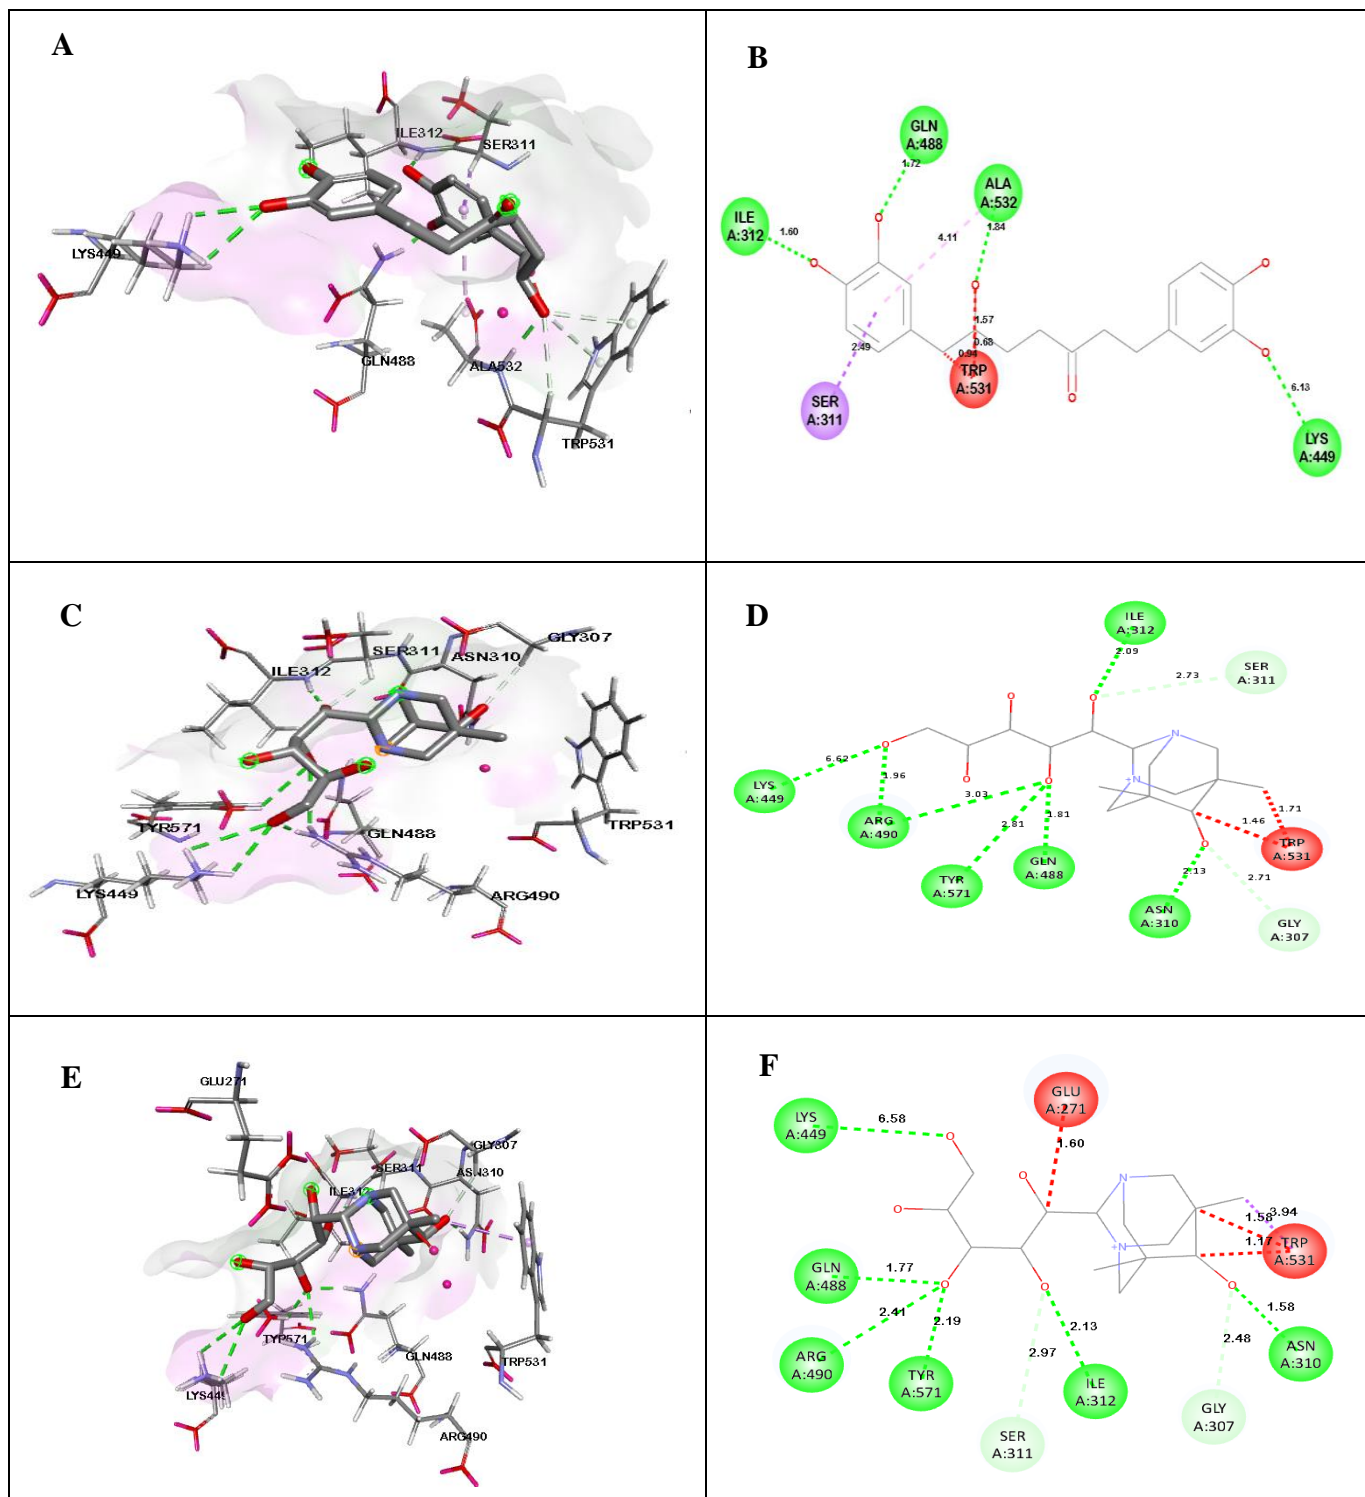 A
ILE312
SER311
LYS449
GLN488
ALA532
TRP531
B
GLN
A:488
1.72
ALA
A:532
ILE
A:312
1.60
4.11
1.84
O
O
O
O
O
O
2.49
1.57
0.68
0.94
TRP
A:531
SER
A:311
6.13
LYS
A:449
C
GLY307
SER311
ASN310
ILE312
TYR571
GLN488
TRP531
LYS449
ARG490
D
ILE
A:312
2.09
SER
A:311
2.73
O
O
O
O
O
O
N
N+
6.62
1.96
LYS
A:449
3.03
ARG
A:490
2.81
1.81
TYR
A:571
GLN
A:488
1.71
1.46
TRP
A:531
O
2.13
2.71
ASN
A:310
GLY
A:307
E
GLU271
GLY307
SER311
ASN310
ILE312
TYP571
GLN488
TRP531
LYS44
ARG490
F
GLU
A:271
1.60
LYS
A:449
6.58
O
O
O
N
N+
3.94
1.58
1.17
TRP
A:531
GLN
A:488
1.77
O
O
O
2.41
2.19
2.13
1.58
2.97
2.48
ARG
A:490
TYR
A:571
ILE
A:312
ASN
A:310
SER
A:311
GLY
A:307